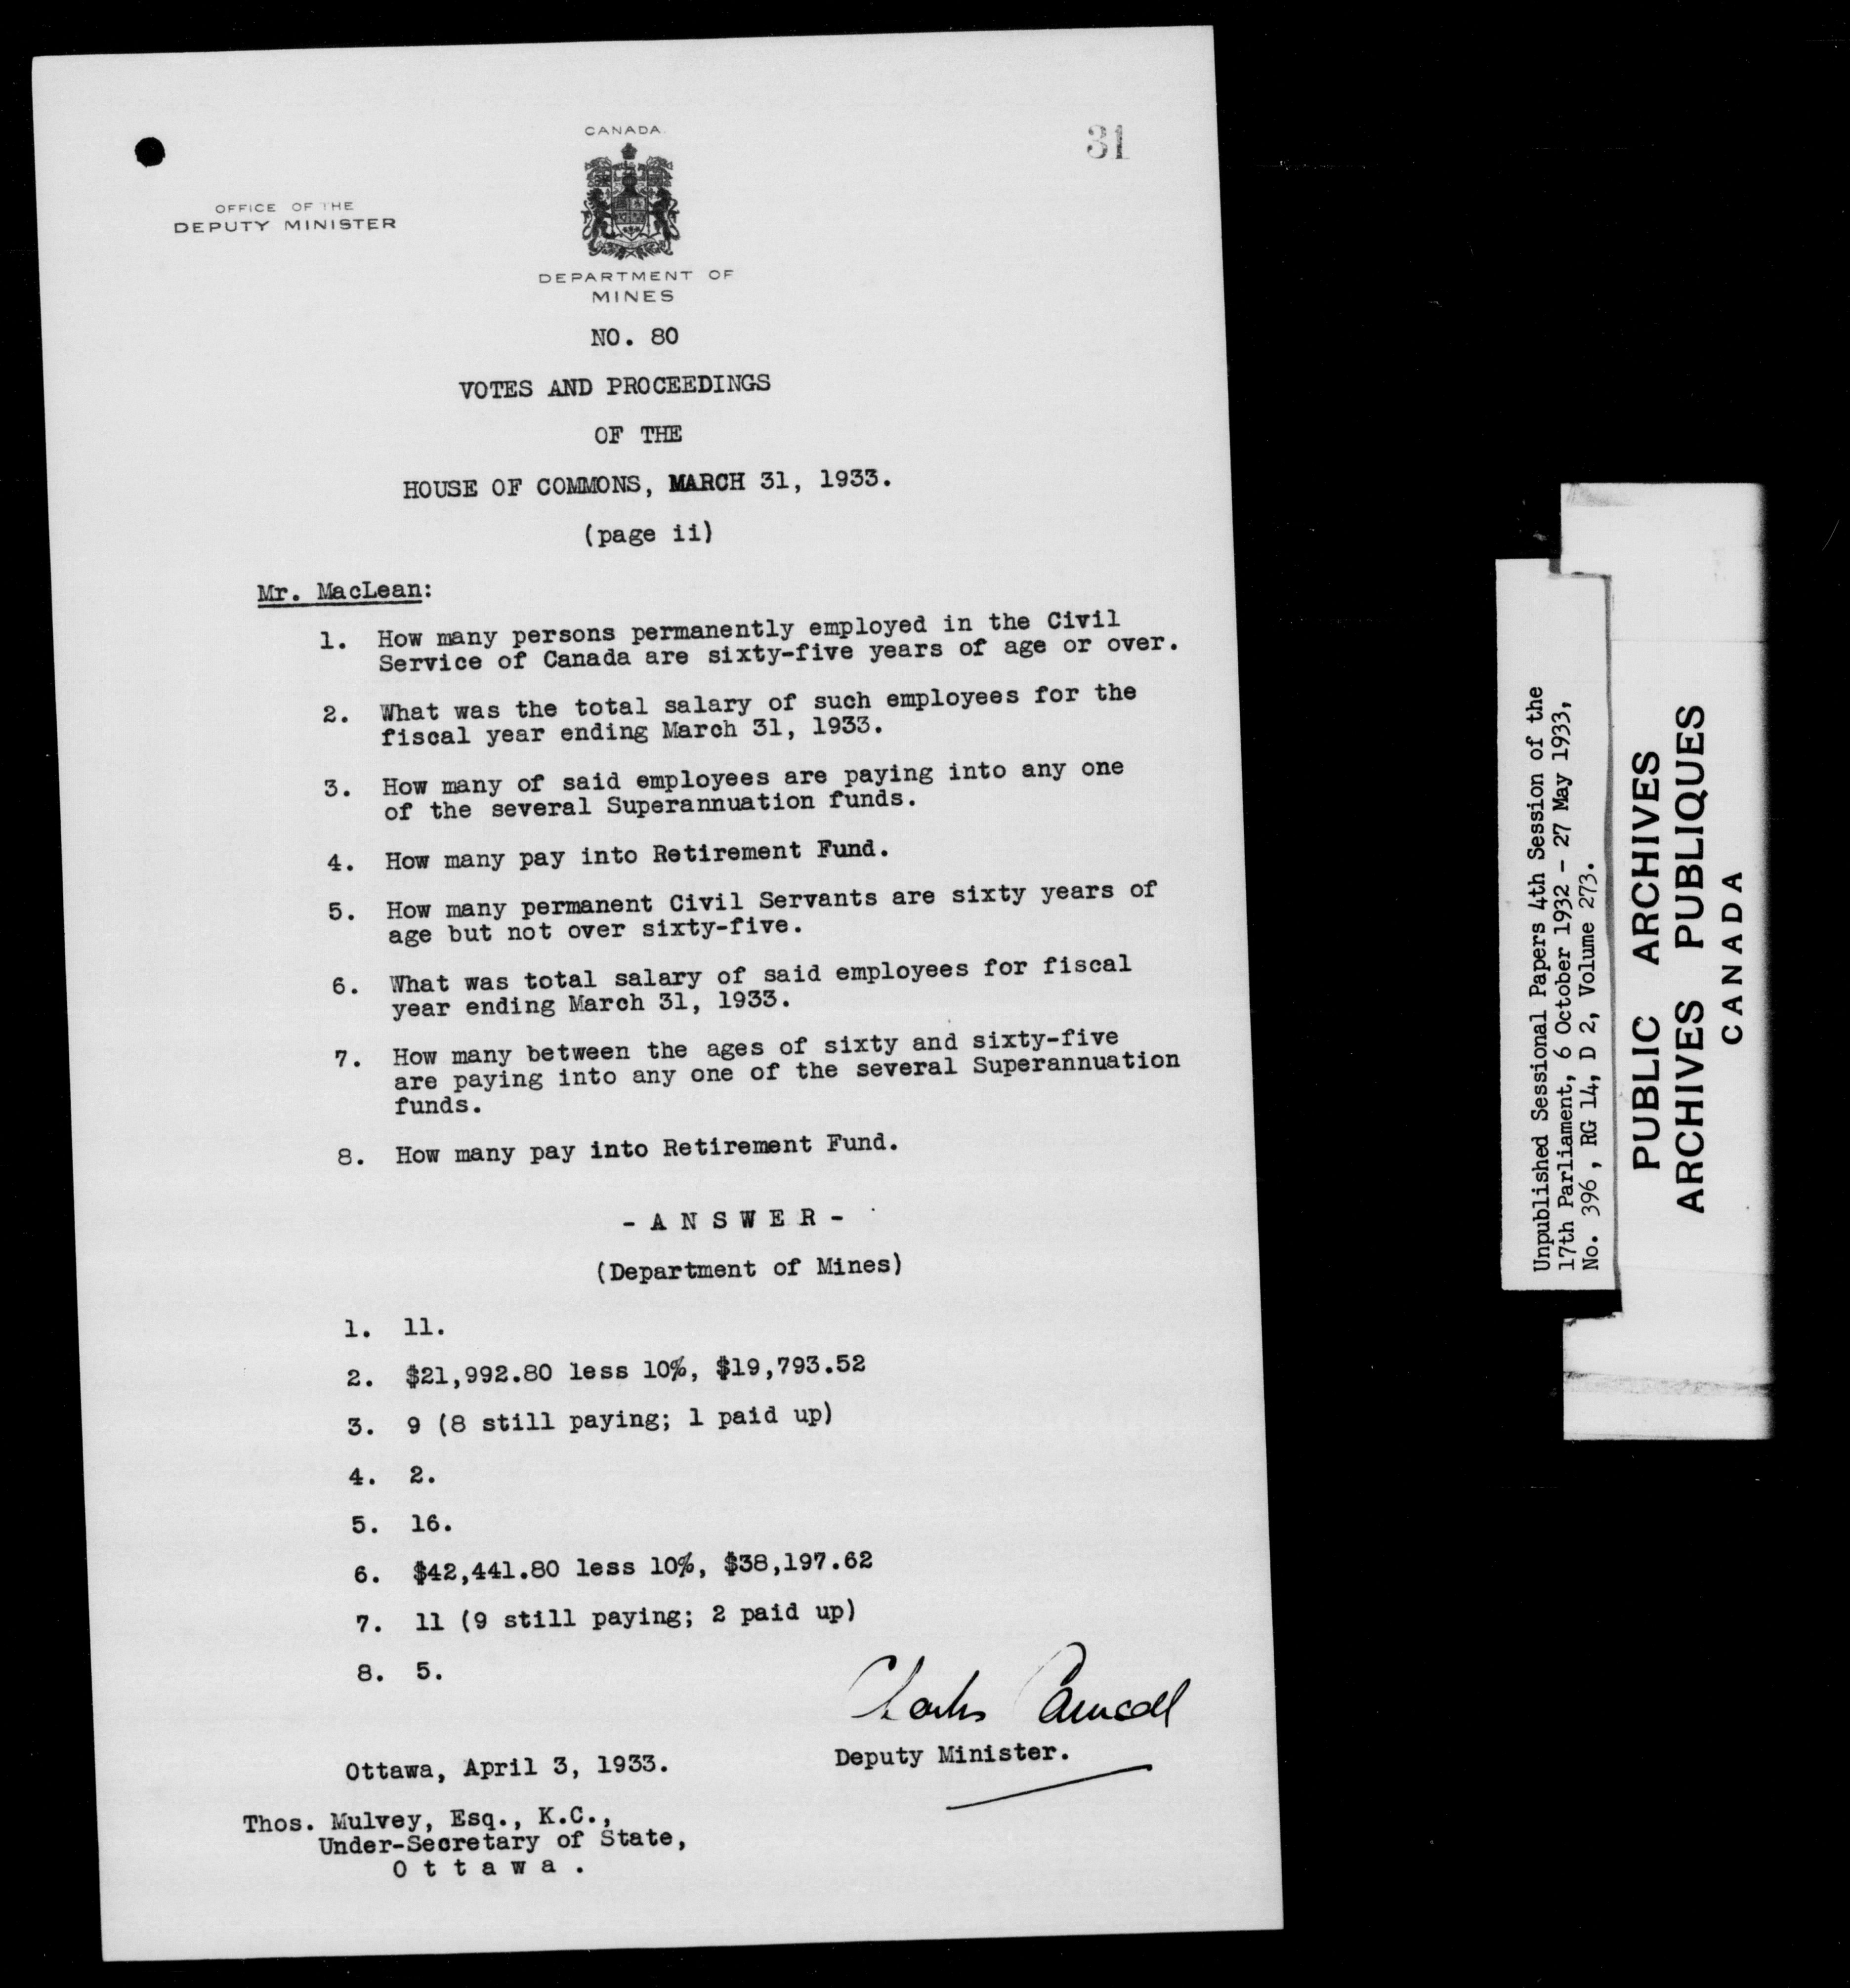 CANADA
31
OFFICE OF THE
DEPUTY MINISTER
DEPARTMENT OF
MINES
NO. 80
VOTES AND PROCEEDINGS
OF THE
HOUSE OF COMMONS, MARCH 31, 1933.
(page ii)
Mr. MacLean:
1. How many persons permanently employed in the Civil
Service of Canada are sixty-five years of age or over.
2. What was the total salary of such employees for the
fiscal year ending March 31, 1933.
3. How many of said employees are paying into any one
of the several Superannuation funds.
4. How many pay into Retirement Fund.
5. How many permanent Civil Servants are sixty years of
age but not over sixty-five.
6. What was total salary of said employees for fiscal
year ending March 31, 1933.
7. How many between the ages of sixty and sixty-five
are paying into any one of the several Superannuation
funds.
8. How many pay into Retirement Fund.
- A N S W E R -
(Department of Mines)
1. 11.
2. $21,992.80 less 10%, $19,793.52
3. 9 (8 still paying; 1 paid up)
4. 2.
5. 16.
6. $42,441.80 less 10%, $38,197.62
7. 11 (9 still paying; 2 paid up)
8. 5.
Charles Camsell
Deputy Minister.
Ottawa, April 3, 1933.
Thos. Mulvey, Esq., K.C.,
Under-Secretary of State,
O t t a w a .
Unpublished Sessional Papers 4th Session of the
17th Parliament, 6 October 1932 - 27 May 1933,
No. 396, RG 14, D 2, Volume 273.
PUBLIC ARCHIVES
ARCHIVES PUBLIQUES
CANADA